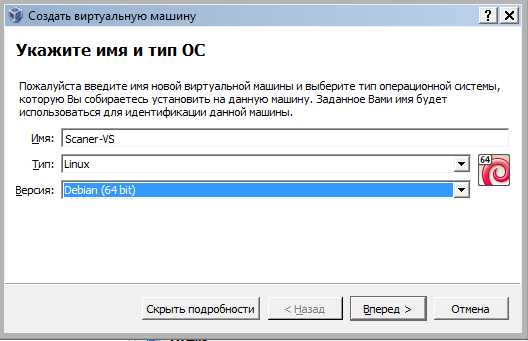 Создать виртуальную машину
?
Укажите имя и тип ОС
Пожалуйста введите имя новой виртуальной машины и выберите тип операционной системы,
которую Вы собираетесь установить на данную машину. Заданное Вами имя будет
использоваться для идентификации данной машины.
Имя: Scaner-VS
Тип: Linux
64
Версия: Debian (64 bit)
Скрыть подробности < Назад Вперед > Отмена